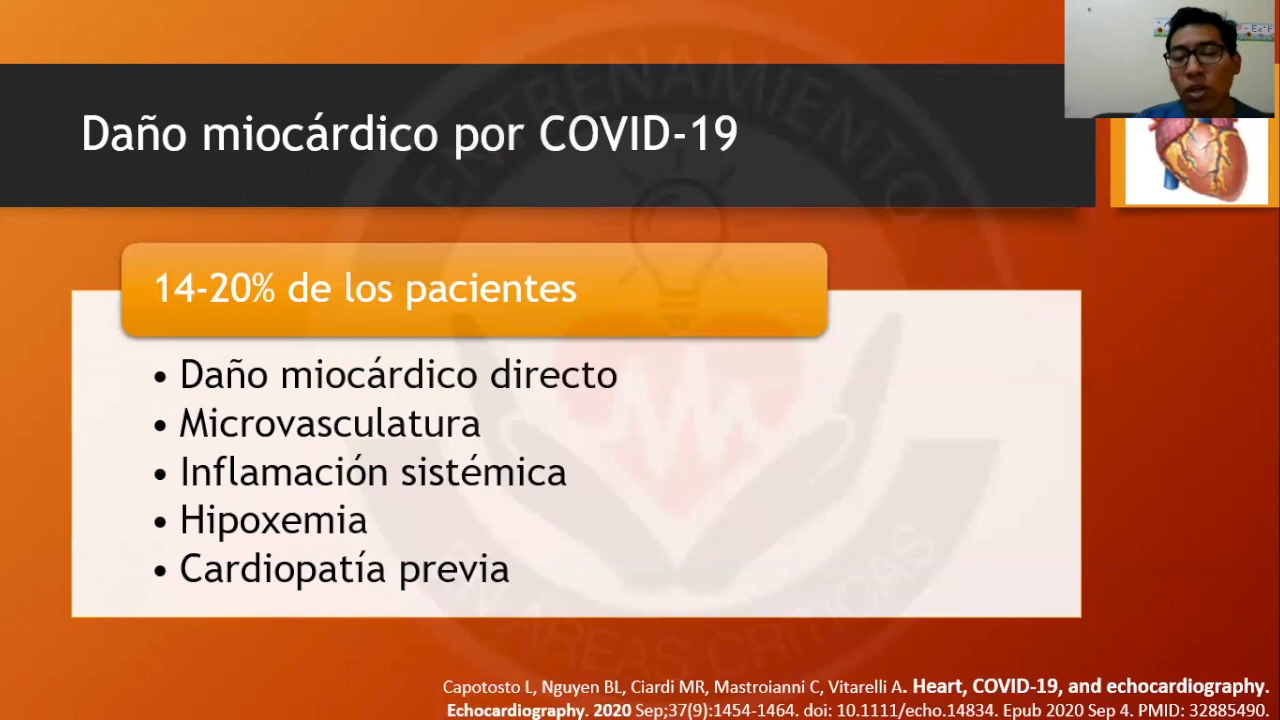 Daño miocárdico por COVID-19
14-20% de los pacientes
• Daño miocárdico directo
• Microvasculatura
• Inflamación sistémica
• Hipoxemia
• Cardiopatía previa
Capotosto L, Nguyen BL, Ciardi MR, Mastroianni C, Vitarelli A. Heart, COVID-19, and echocardiography.
Echocardiography. 2020 Sep;37(9):1454-1464. doi: 10.1111/echo.14834. Epub 2020 Sep 4. PMID: 32885490.